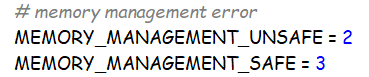 # memory management error
MEMORY_MANAGEMENT_UNSAFE = 2
MEMORY_MANAGEMENT_SAFE = 3